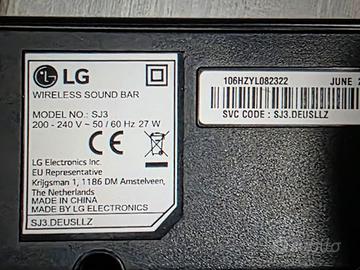 LG
WIRELESS SOUND BAR
MODEL NO.: SJ3
200 - 240 V ~ 50 / 60 Hz 27 W
CE
LG Electronics Inc.
EU Representative
Krijgsman 1, 1186 DM Amstelveen,
The Netherlands
MADE IN CHINA
MADE BY LG ELECTRONICS
SJ3.DEUSLLZ
106HZYL082322
JUNE 2
SVC CODE : SJ3.DEUSLLZ
subito